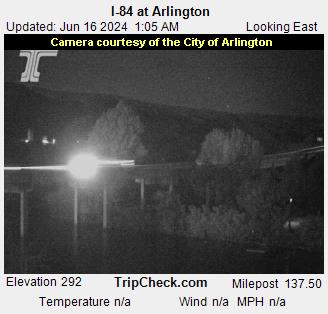 I-84 at Arlington
Updated: Jun 16 2024 1:05 AM Looking East
Camera courtesy of the City of Arlington
Elevation 292 TripCheck.com Milepost 137.50
Temperature n/a Wind n/a MPH n/a